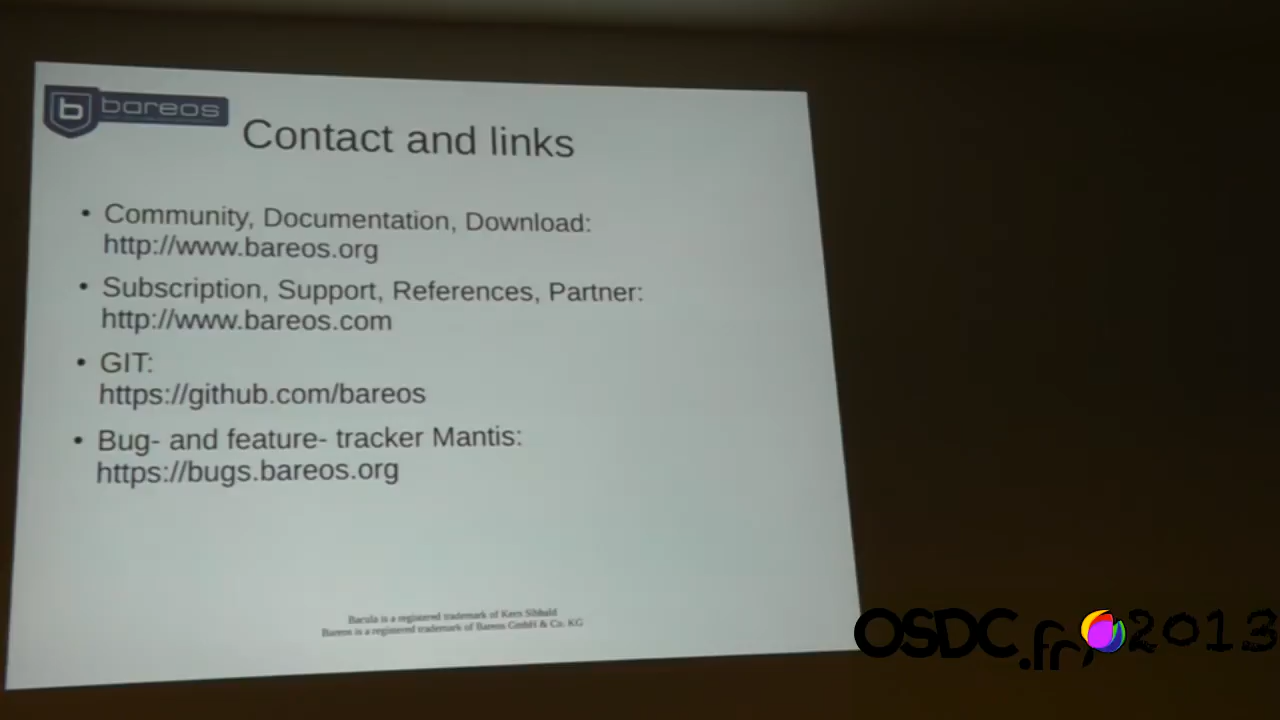 bareos
Contact and links
• Community, Documentation, Download:
http://www.bareos.org
• Subscription, Support, References, Partner:
http://www.bareos.com
• GIT:
https://github.com/bareos
• Bug- and feature- tracker Mantis:
https://bugs.bareos.org
Bacula is a registered trademark of Kern Sibbald
Bareos is a registered trademark of Bareos GmbH & Co. KG
OSDC.fr 2013